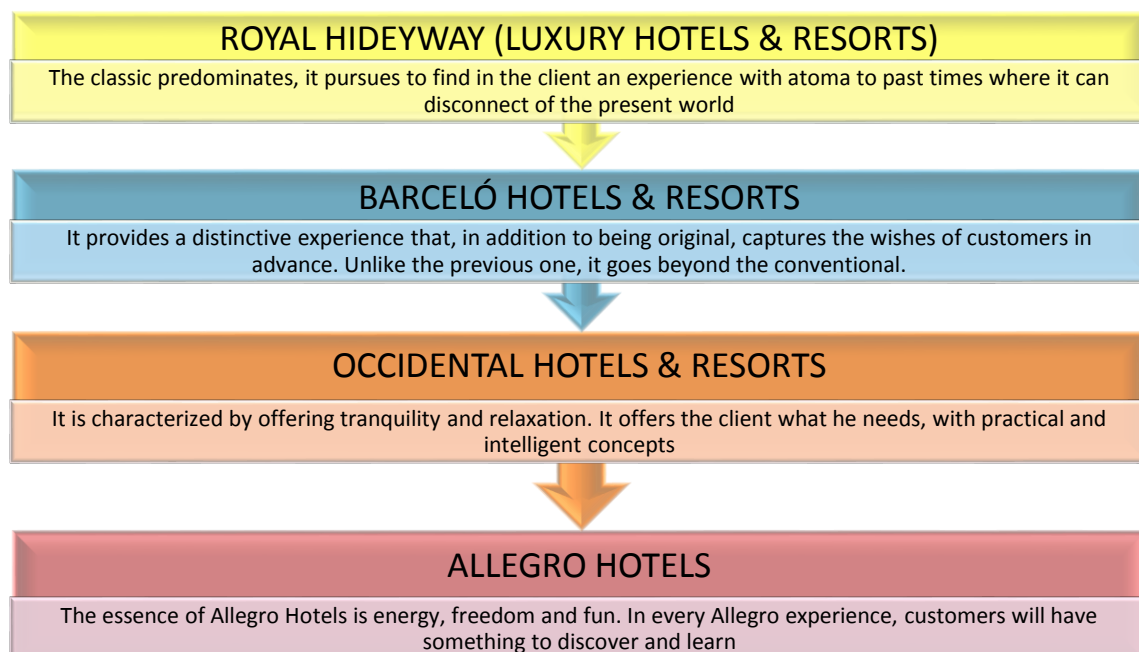 ROYAL HIDEYWAY (LUXURY HOTELS & RESORTS)
The classic predominates, it pursues to find in the client an experience with atoma to past times where it can
disconnect of the present world
BARCELÓ HOTELS & RESORTS
It provides a distinctive experience that, in addition to being original, captures the wishes of customers in
advance. Unlike the previous one, it goes beyond the conventional.
OCCIDENTAL HOTELS & RESORTS
It is characterized by offering tranquility and relaxation. It offers the client what he needs, with practical and
intelligent concepts
ALLEGRO HOTELS
The essence of Allegro Hotels is energy, freedom and fun. In every Allegro experience, customers will have
something to discover and learn